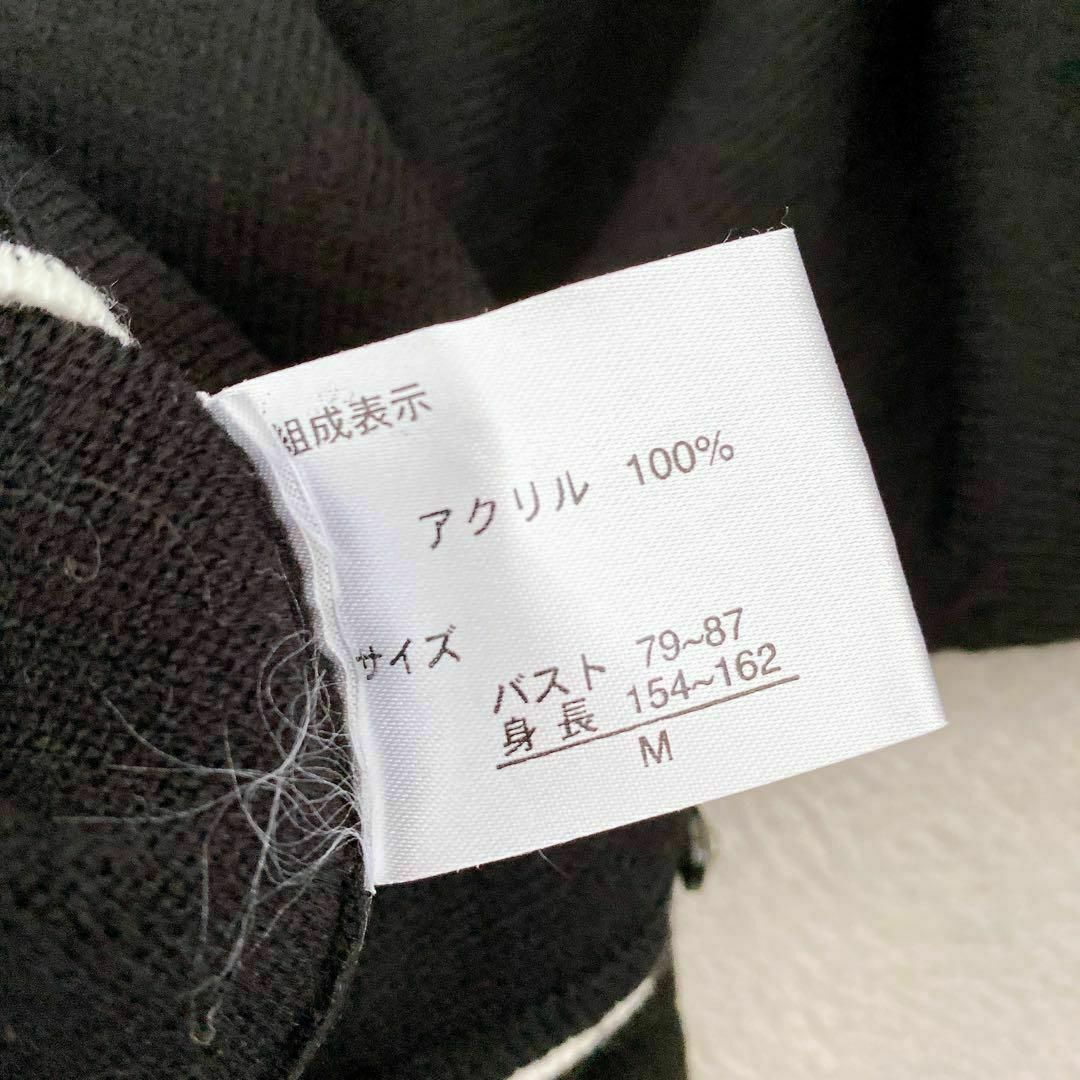 組成表示
アクリル 100%
サイズ
バスト 79~87
身長 154~162
M